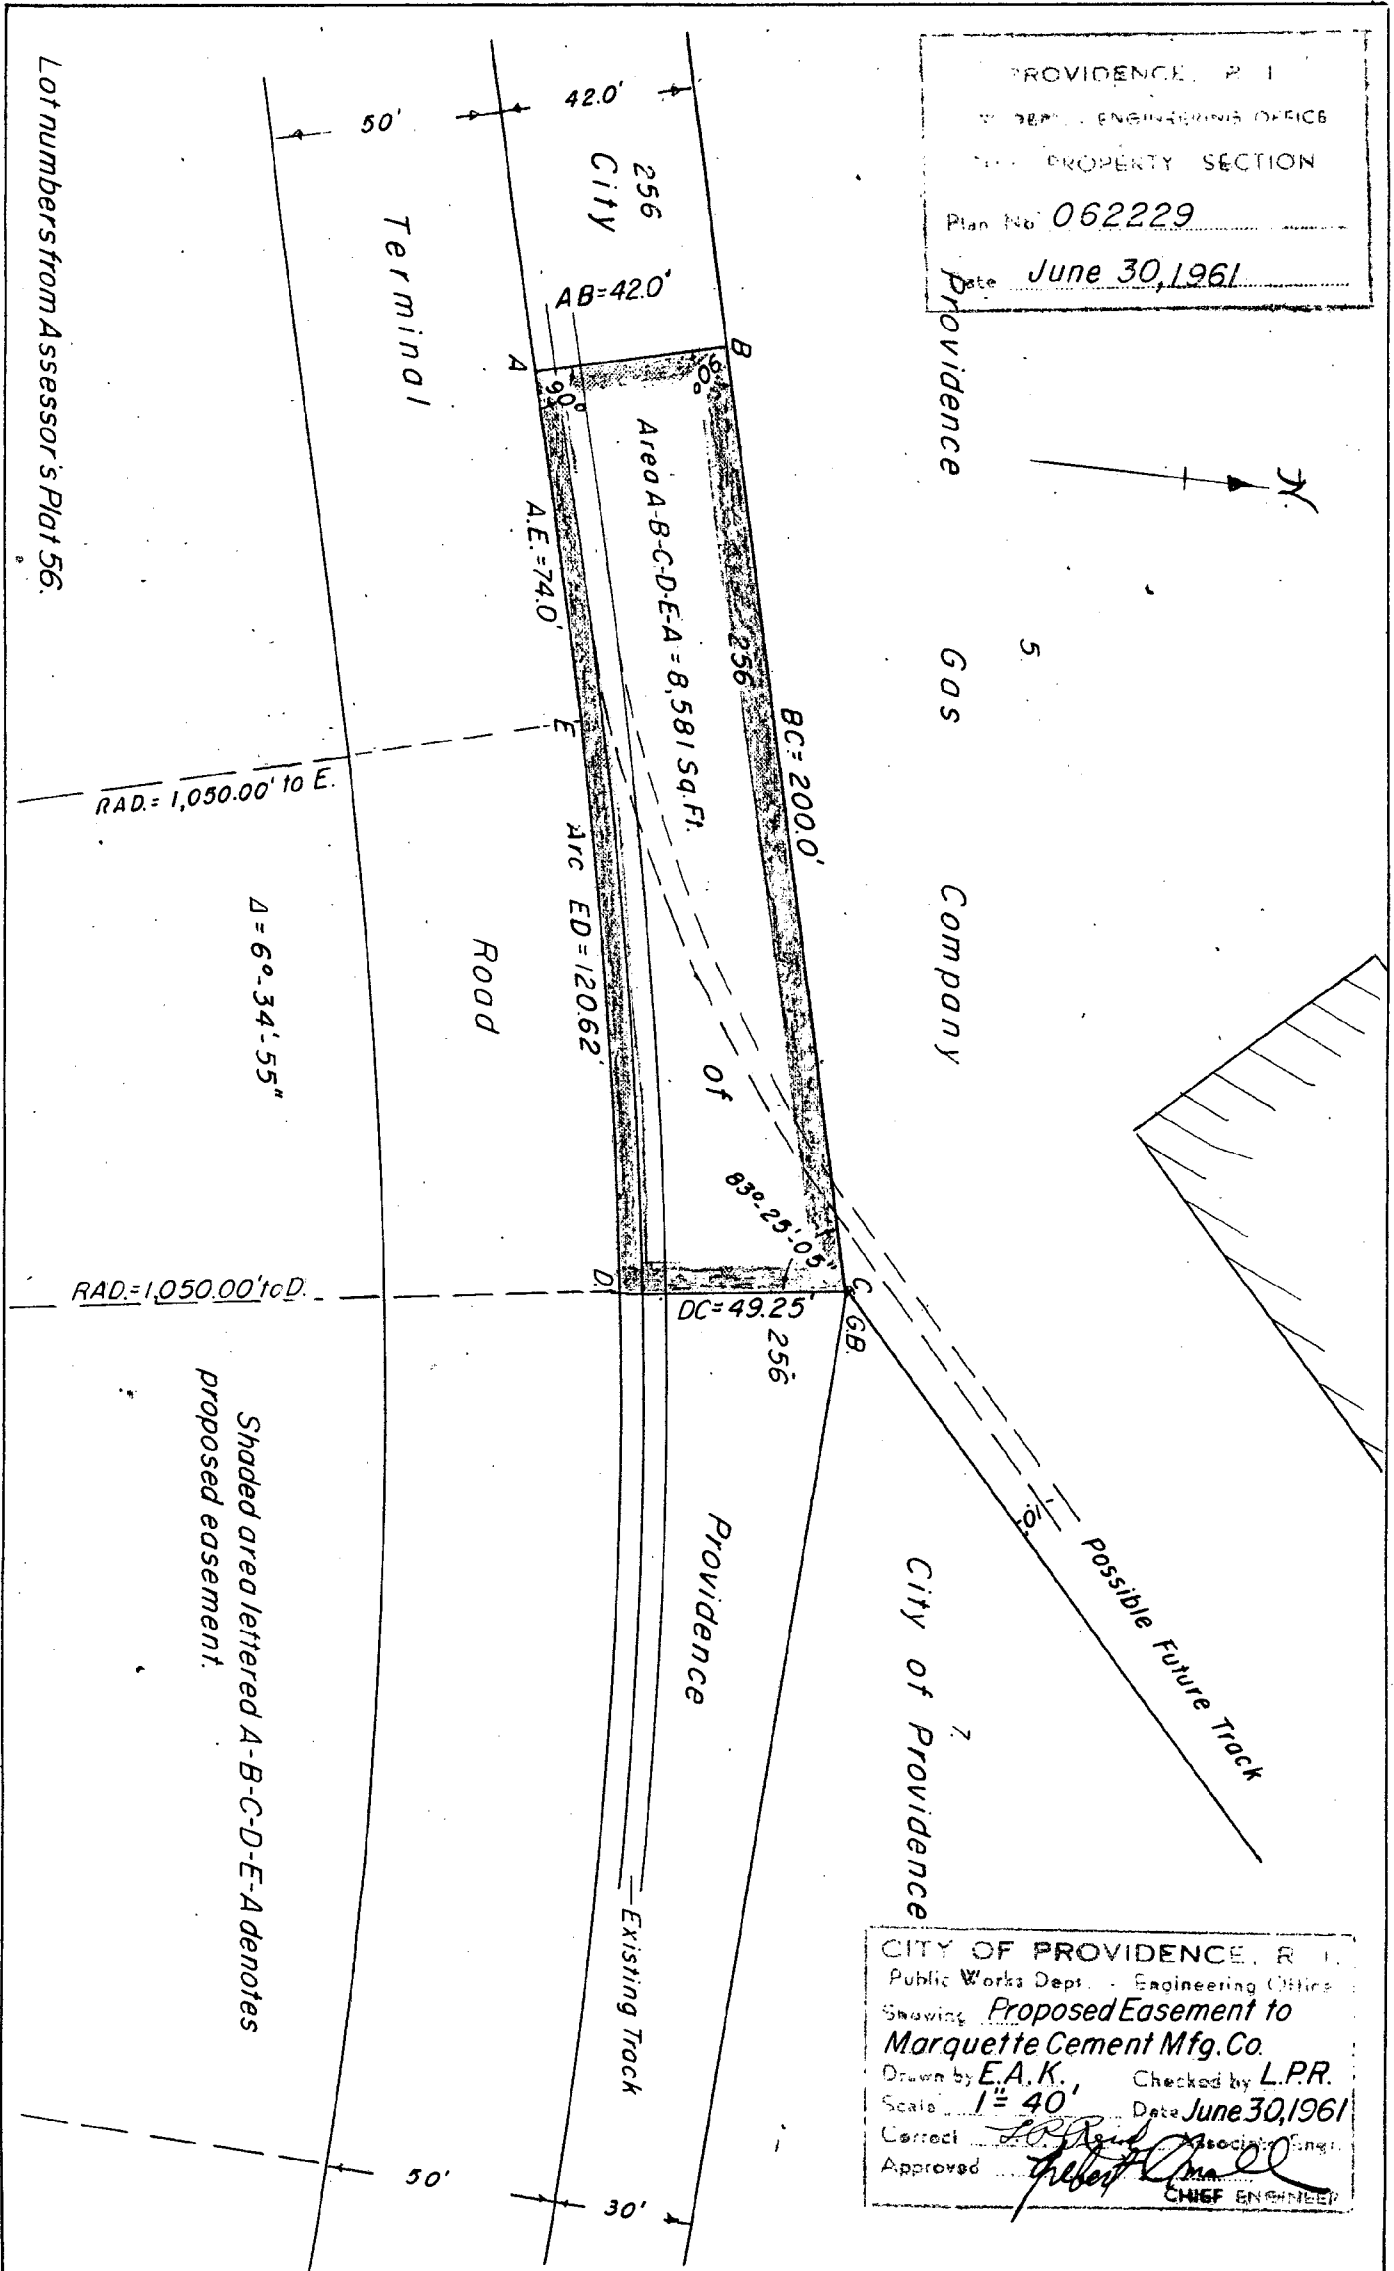 PROVIDENCE, R I
ENGINEERING OFFICE
PROPERTY SECTION
Plan No 062229
Date June 30, 1961
50'
42.0'
256
City
AB=42.0'
Terminal
A
B
90°
90°
Providence
N.
Lot numbers from Assessor's Plat 56.
Area A-B-C-D-E-A = 8,581 Sq.Ft.
A.E.=74.0'
256
BC=200.0'
5
Gas
E
RAD.=1,050.00' to E.
Arc ED=120.62'
Company
Δ=6°-34'-55"
Road
of
83°-25'-05"
RAD.=1,050.00' to D.
D
DC=49.25'
C
G.B.
256
Shaded area lettered A-B-C-D-E-A denotes
proposed easement.
Providence
10'
Possible Future Track
City of Providence
7
Existing Track
50'
30'
CITY OF PROVIDENCE, R I.
Public Works Dept. - Engineering Office
Showing Proposed Easement to
Marquette Cement Mfg. Co.
Drawn by E.A.K. Checked by L.P.R.
Scale 1"=40' Date June 30, 1961
Correct Associate Engr.
Approved
CHIEF ENGINEER